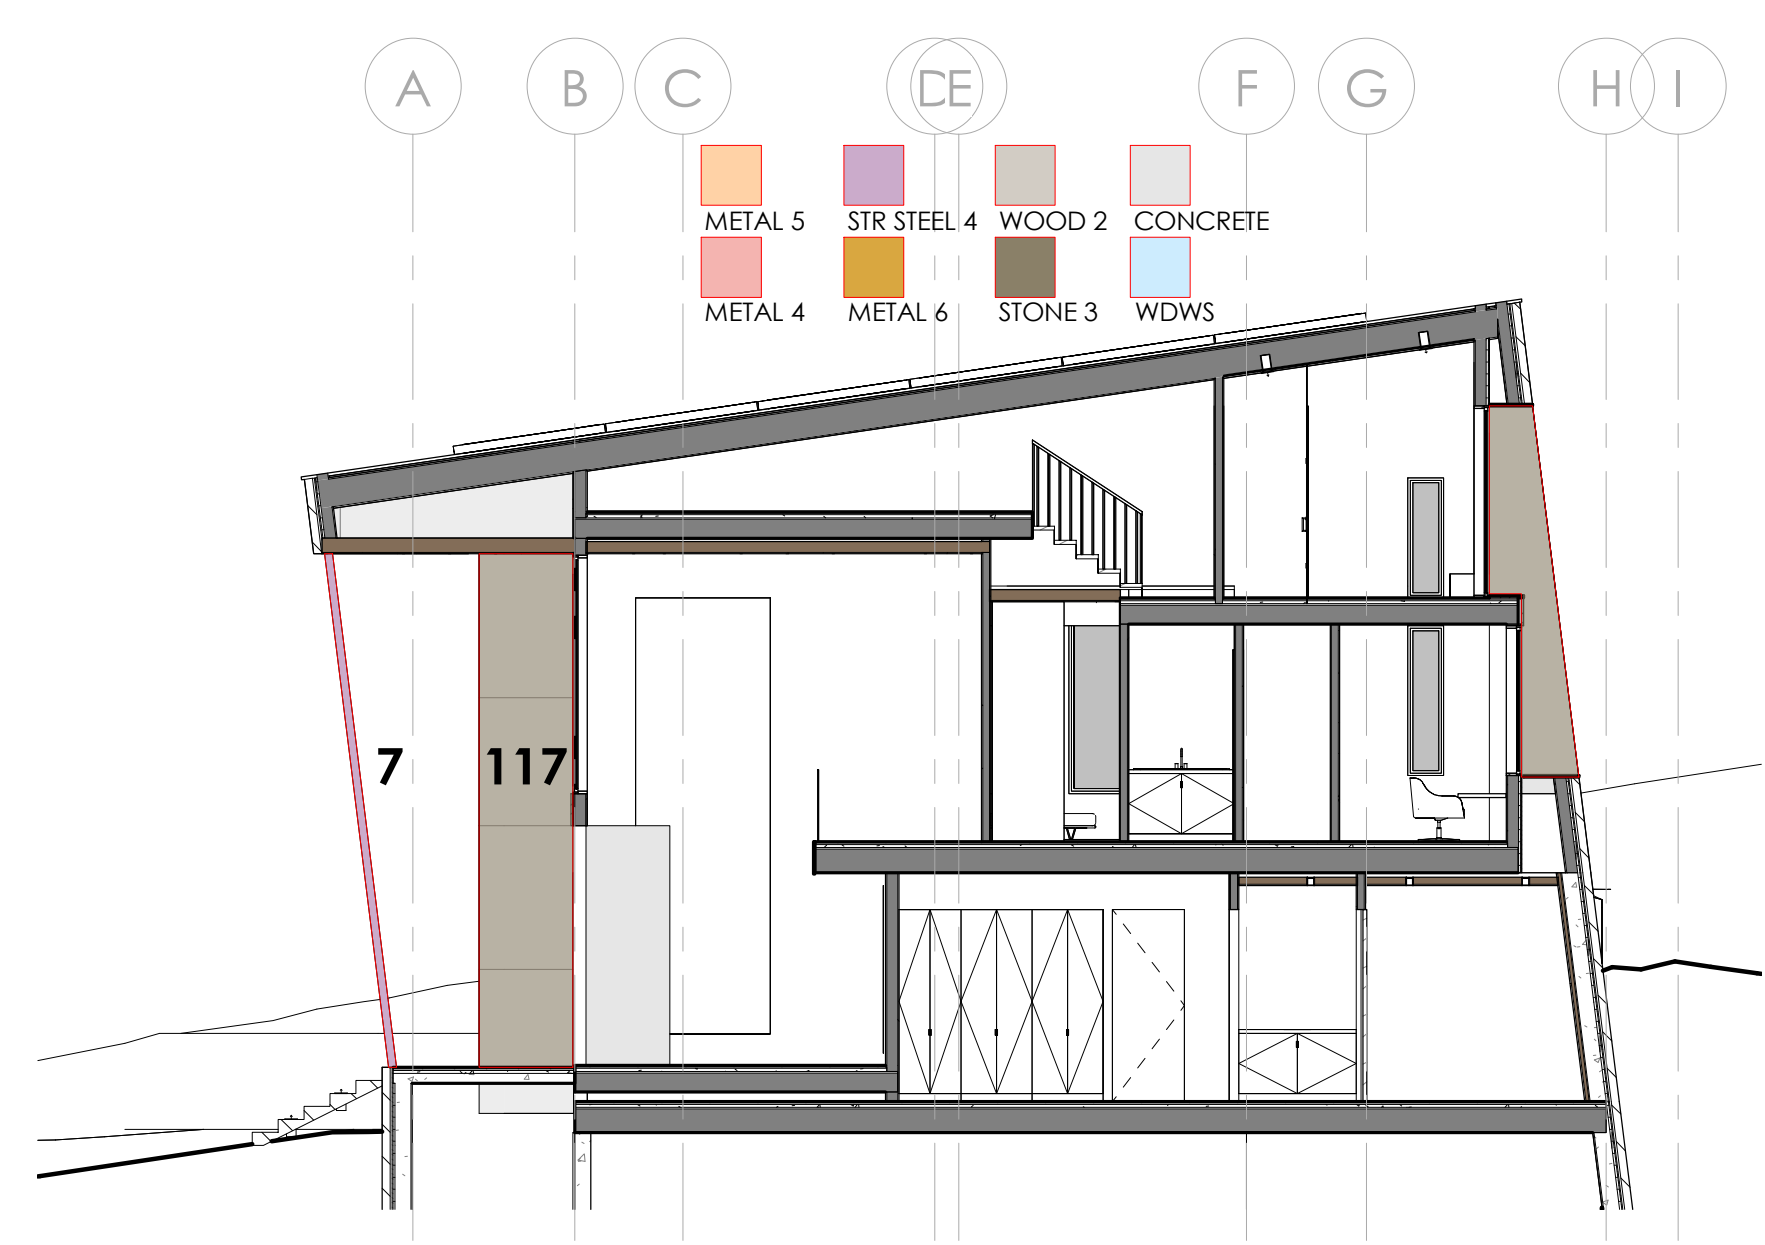 A B C D E F G H I
METAL 5 STR STEEL 4 WOOD 2 CONCRETE
METAL 4 METAL 6 STONE 3 WDWS
7 117